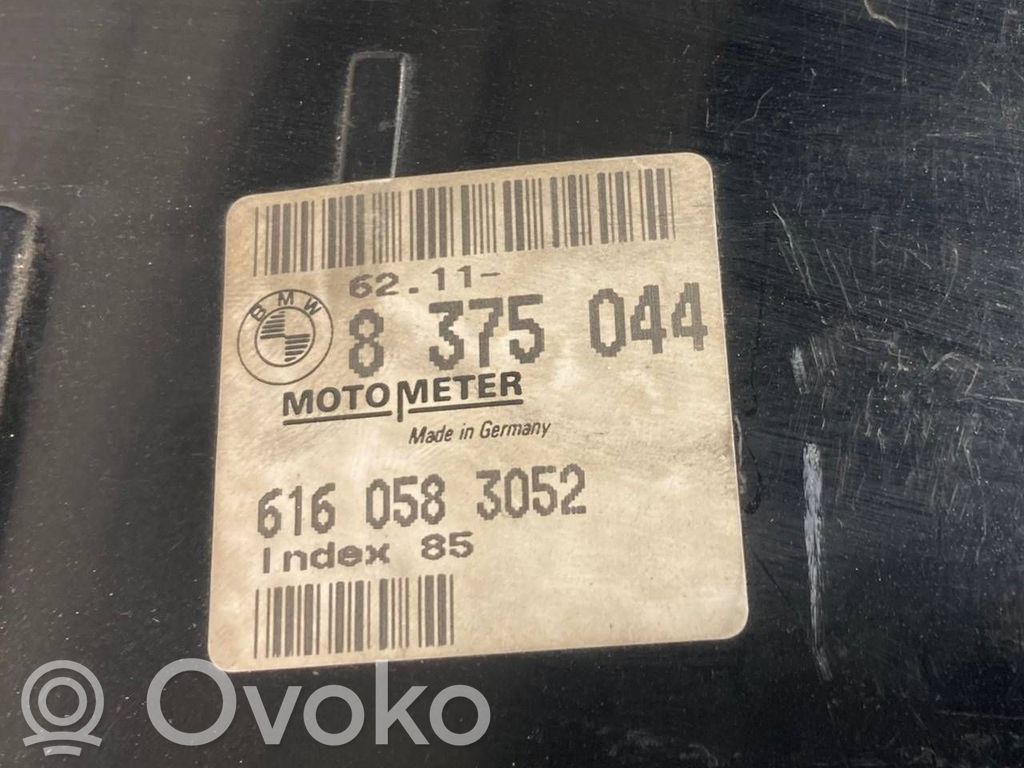 62.11-
BMW
8 375 044
MOTOMETER
Made in Germany
616 058 3052
Index 85
Ovoko